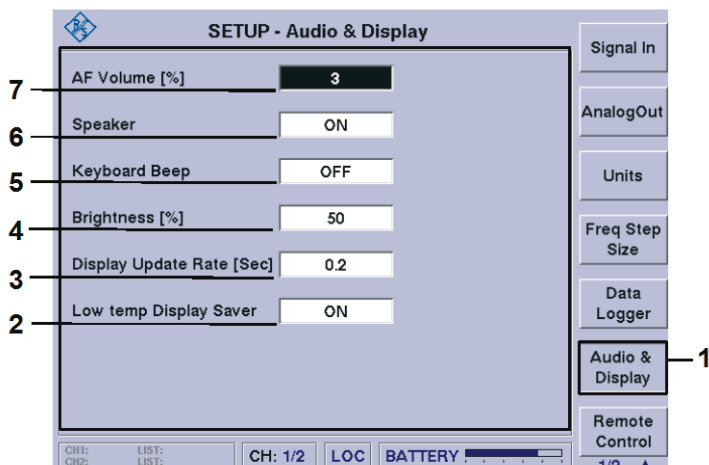 SETUP - Audio & Display
7 AF Volume [%] 3
6 Speaker ON
5 Keyboard Beep OFF
4 Brightness [%] 50
3 Display Update Rate [Sec] 0.2
2 Low temp Display Saver ON
Signal In
AnalogOut
Units
Freq Step
Size
Data
Logger
Audio &
Display
1
Remote
Control
1/2
CH1: LIST:
CH2: LIST:
CH: 1/2 LOC BATTERY